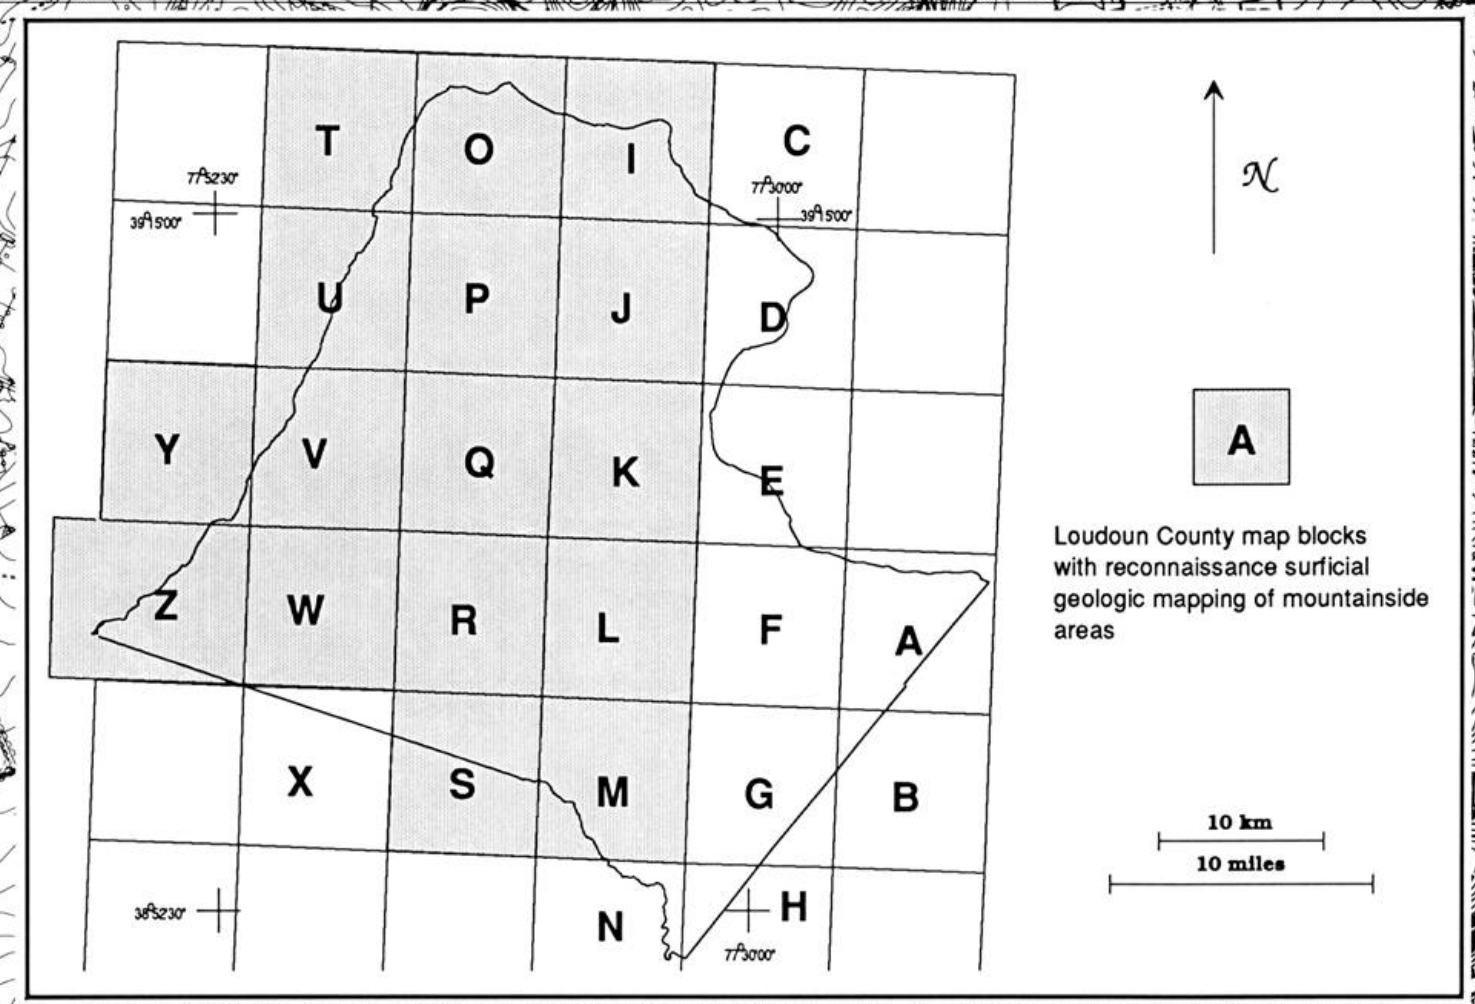 T
O
I
C
77°52'30"
39°15'00"
77°30'00"
39°15'00"
N
U
P
J
D
Y
V
Q
K
E
A
Loudoun County map blocks
with reconnaissance surficial
geologic mapping of mountainside
areas
Z
W
R
L
F
A
X
S
M
G
B
10 km
10 miles
38°52'30"
N
H
77°30'00"